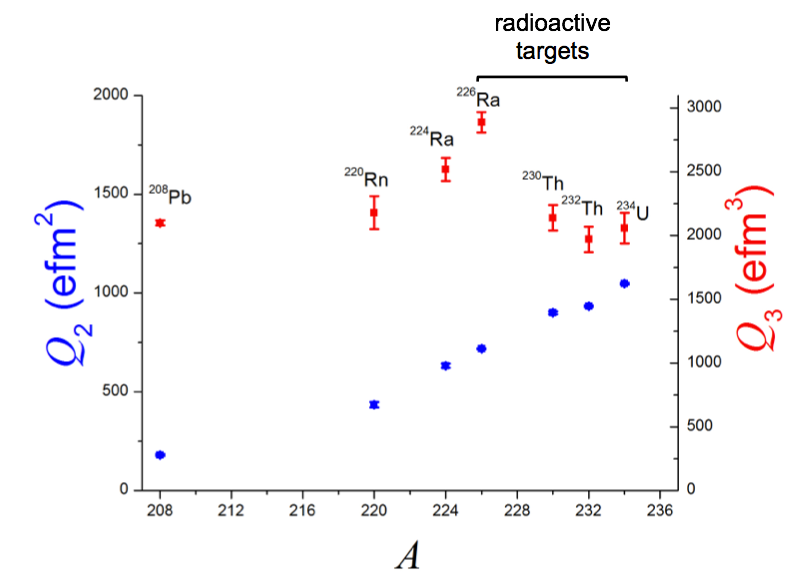 radioactive
targets
2000
1500
1000
500
0
Q₂ (efm²)
3000
2500
2000
1500
1000
500
0
Q₃ (efm³)
²⁰⁸Pb
²²⁰Rn
²²⁴Ra
²²⁶Ra
²³⁰Th
²³²Th
²³⁴U
208 212 216 220 224 228 232 236
A